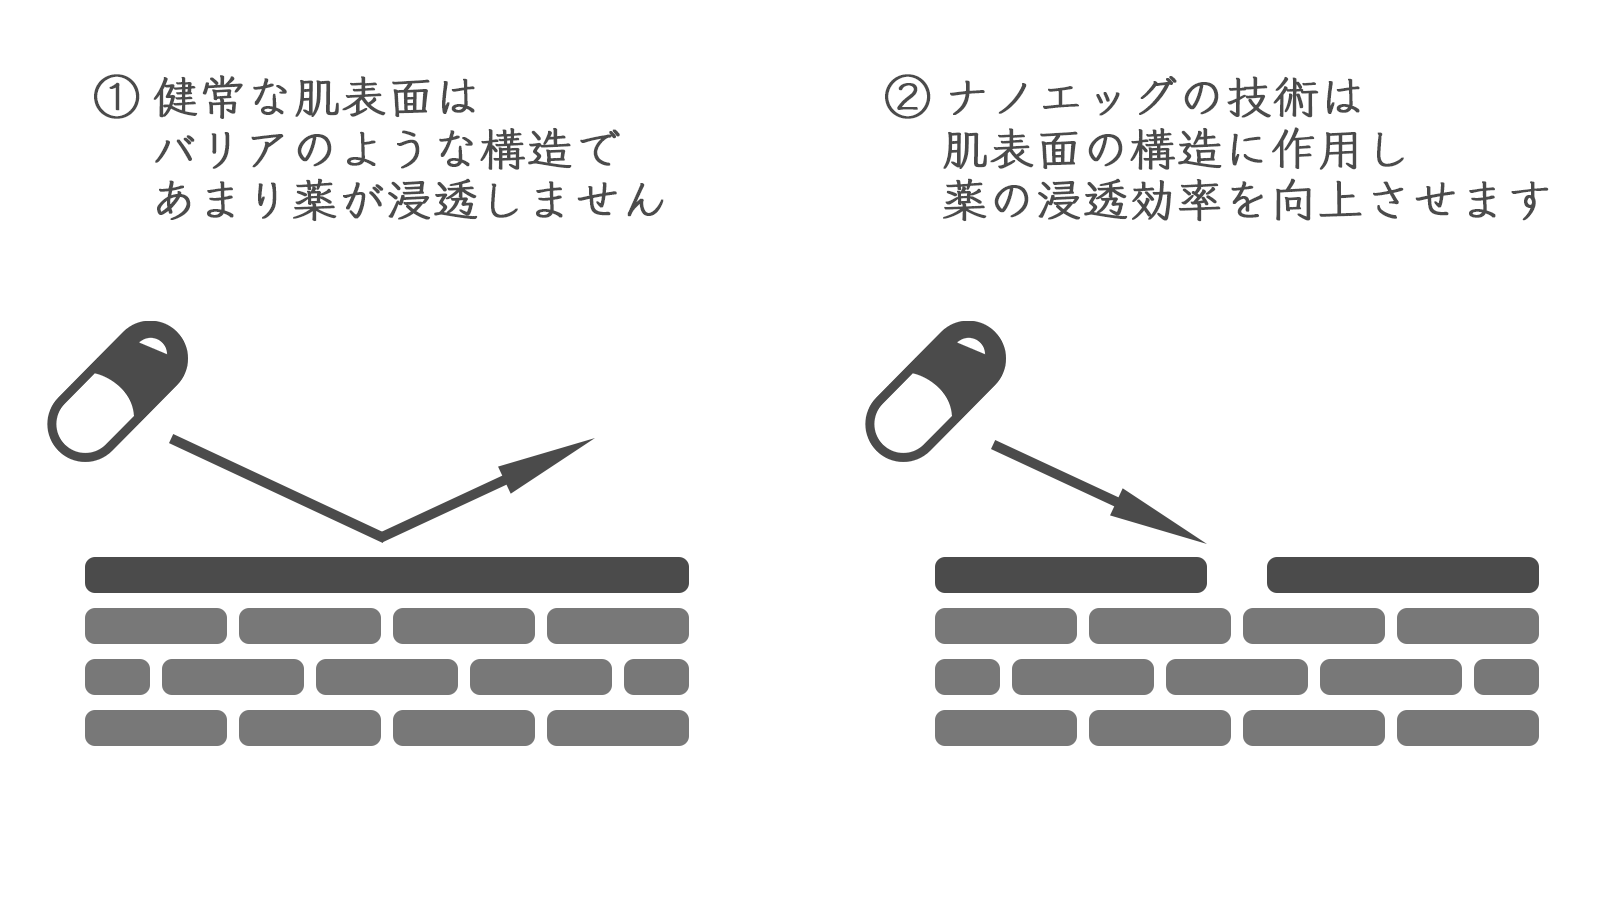 ① 健常な肌表面は
バリアのような構造で
あまり薬が浸透しません
② ナノエッグの技術は
肌表面の構造に作用し
薬の浸透効率を向上させます